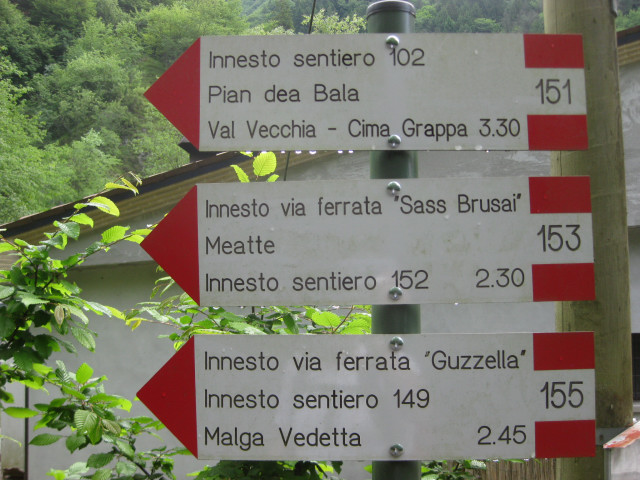 Innesto sentiero 102
Pian dea Bala
Val Vecchia - Cima Grappa 3.30
151
Innesto via ferrata "Sass Brusai"
Meatte
Innesto sentiero 152 2.30
153
Innesto via ferrata "Guzzella"
Innesto sentiero 149
Malga Vedetta 2.45
155